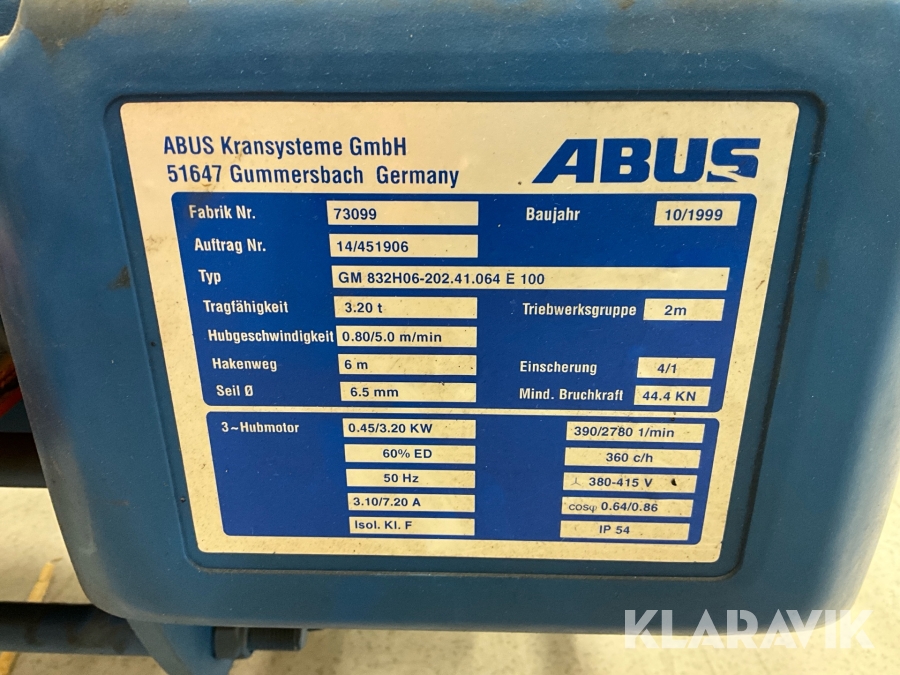 ABUS Kransysteme GmbH
51647 Gummersbach Germany
ABUS
Fabrik Nr. 73099 Baujahr 10/1999
Auftrag Nr. 14/451906
Typ GM 832H06-202.41.064 E 100
Tragfähigkeit 3.20 t Triebwerksgruppe 2m
Hubgeschwindigkeit 0.80/5.0 m/min
Hakenweg 6 m Einscherung 4/1
Seil Ø 6.5 mm Mind. Bruchkraft 44.4 KN
3~Hubmotor 0.45/3.20 KW 390/2780 1/min
60% ED 360 c/h
50 Hz 380-415 V
3.10/7.20 A cosφ 0.64/0.86
Isol. Kl. F IP 54
KLARAVIK